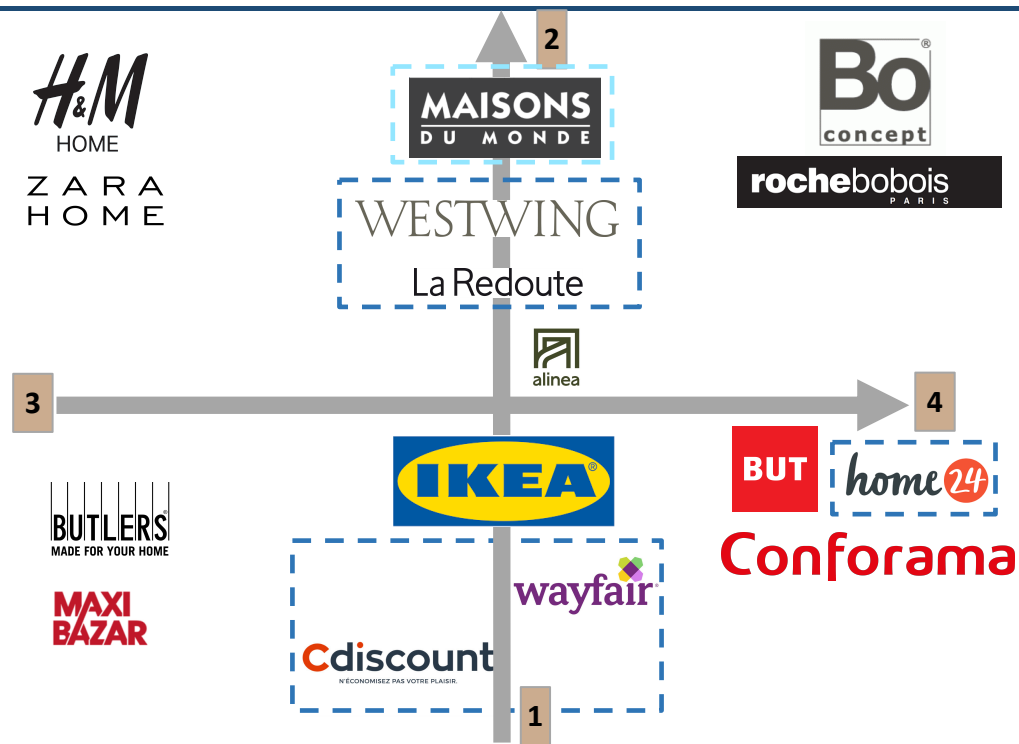 2
H&M
HOME
ZARA
HOME
MAISONS
DU MONDE
Bo®
concept
rochebobois
PARIS
WESTWING
La Redoute
alinea
3
4
IKEA®
BUT
home24
Conforama
BUTLERS
MADE FOR YOUR HOME
MAXI
BAZAR
wayfair
Cdiscount
N'ÉCONOMISEZ PAS VOTRE PLAISIR.
1